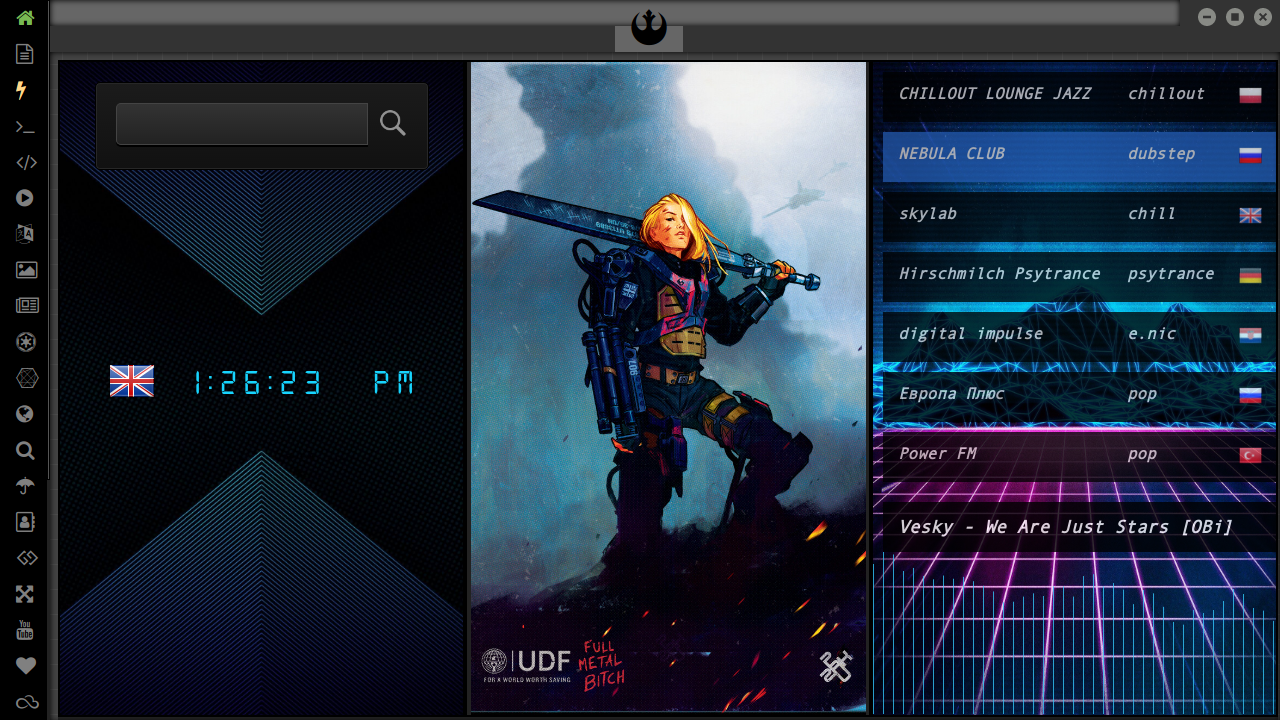 1:26:23 PM
UDF
FOR A WORLD WORTH SAVING
FULL
METAL
BITCH
CHILLOUT LOUNGE JAZZ chillout
NEBULA CLUB dubstep
skylab chill
Hirschmilch Psytrance psytrance
digital impulse e.nic
Европа Плюс pop
Power FM pop
Vesky - We Are Just Stars [OBi]
You
Tube